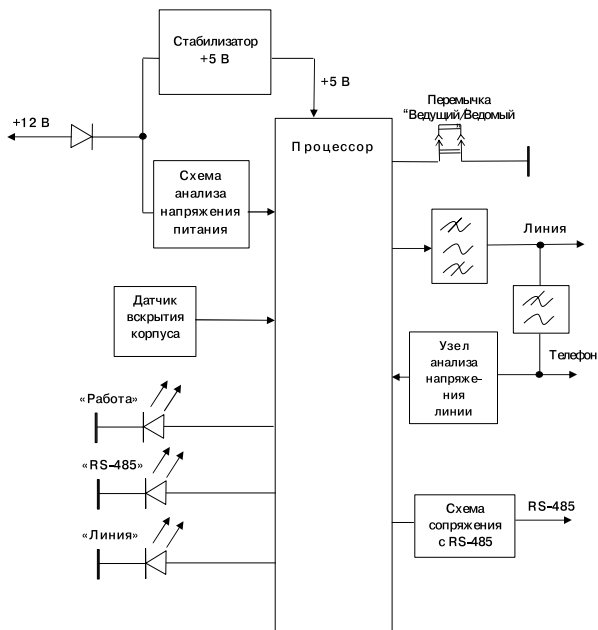 Стабилизатор
+5 В
+5 В
+12 В
Перемычка
“Ведущий/Ведомый
Процессор
Схема
анализа
напряжения
питания
Линия
Датчик
вскрытия
корпуса
Узел
анализа
напряже–
ния
линии
Телефон
«Работа»
«RS–485»
«Линия»
Схема
сопряжения
с RS–485
RS–485